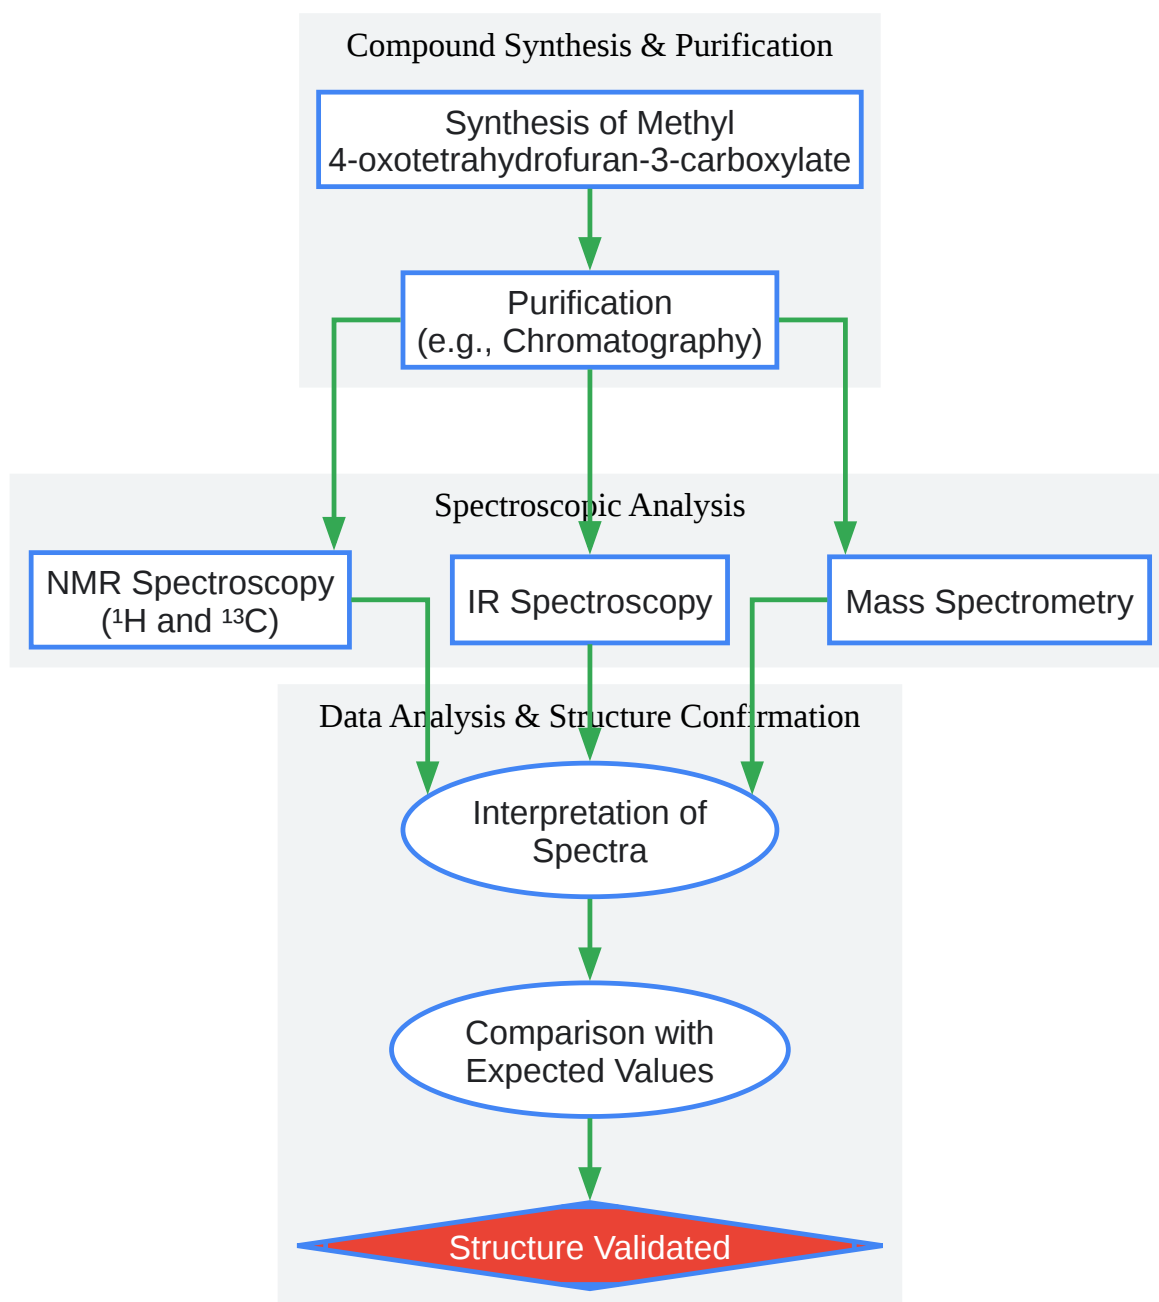 Compound Synthesis & Purification
Synthesis of Methyl
4-oxotetrahydrofuran-3-carboxylate
Purification
(e.g., Chromatography)
Spectroscopic Analysis
NMR Spectroscopy
(¹H and ¹³C)
IR Spectroscopy
Mass Spectrometry
Data Analysis & Structure Confirmation
Interpretation of
Spectra
Comparison with
Expected Values
Structure Validated